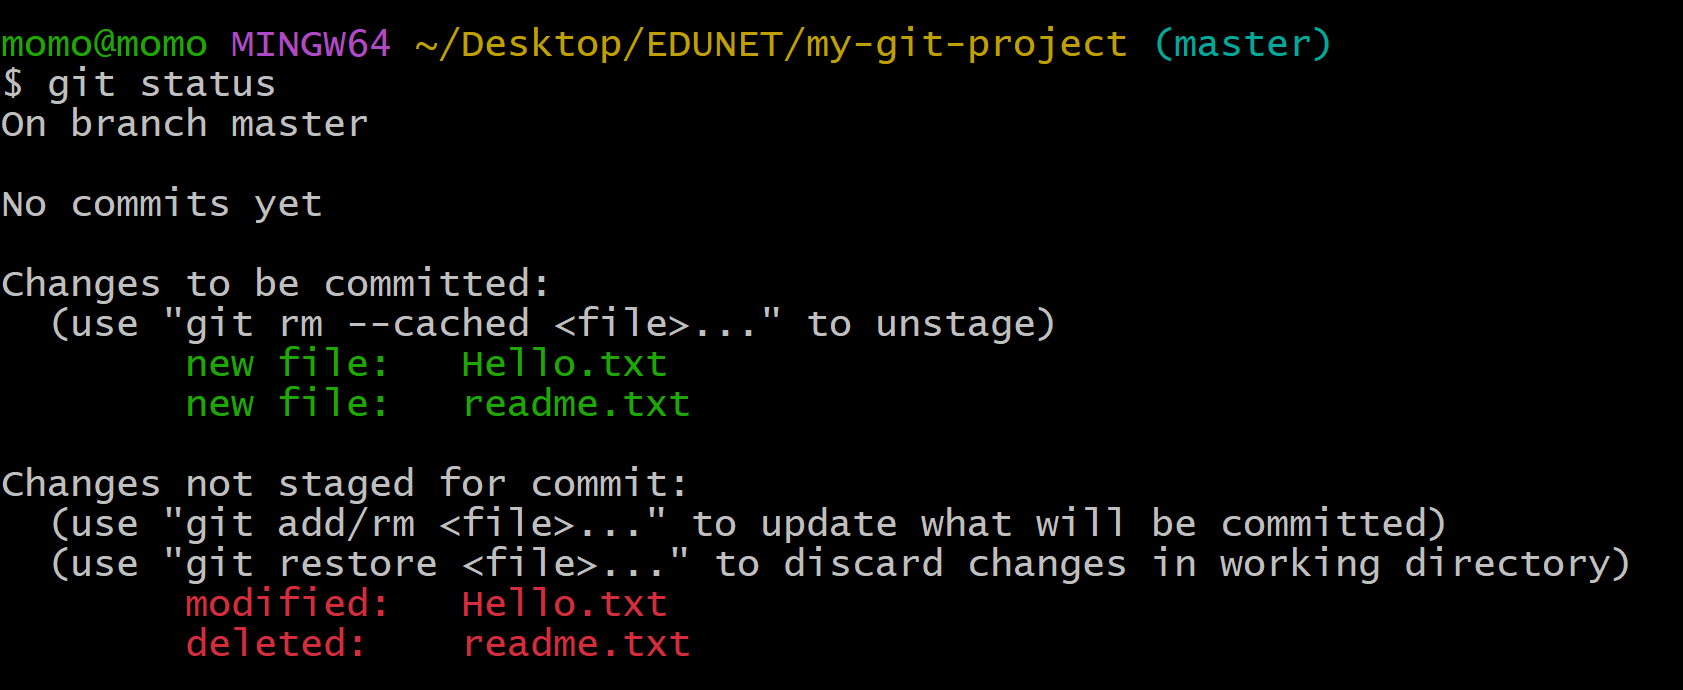 momo@momo MINGW64 ~/Desktop/EDUNET/my-git-project (master)
$ git status
On branch master
No commits yet
Changes to be committed:
  (use "git rm --cached <file>..." to unstage)
        new file:   Hello.txt
        new file:   readme.txt
Changes not staged for commit:
  (use "git add/rm <file>..." to update what will be committed)
  (use "git restore <file>..." to discard changes in working directory)
        modified:   Hello.txt
        deleted:    readme.txt